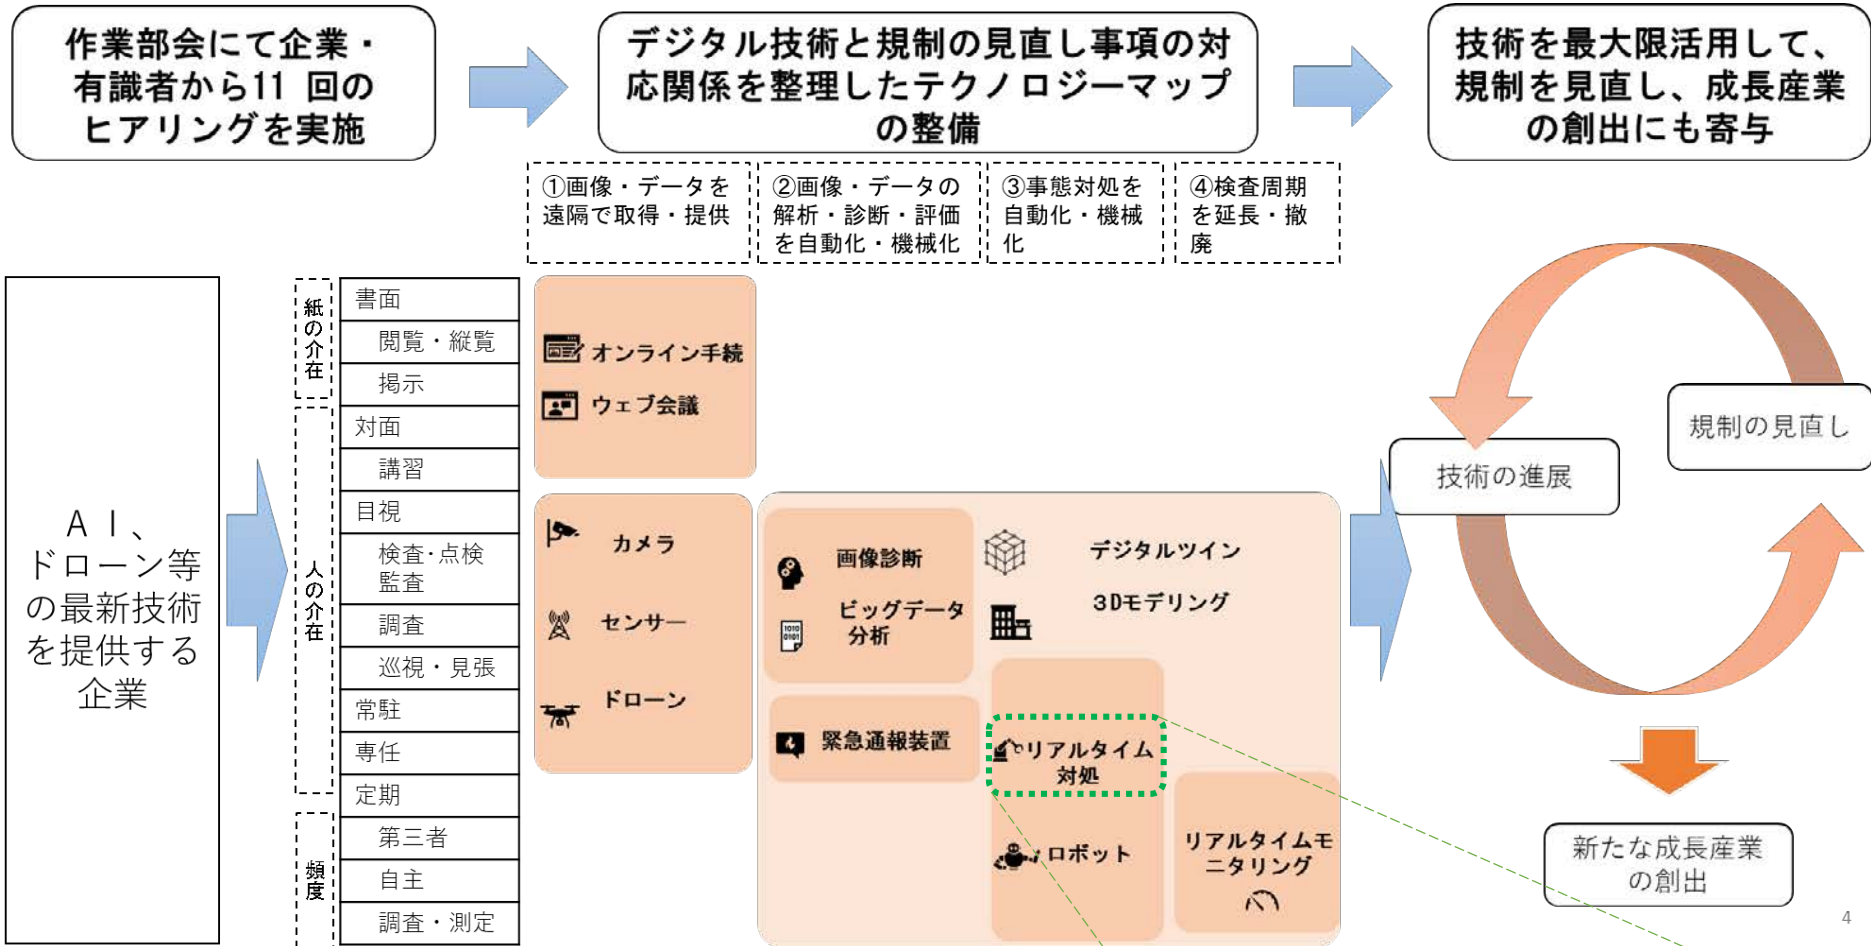 作業部会にて企業・
有識者から11 回の
ヒアリングを実施
デジタル技術と規制の見直し事項の対
応関係を整理したテクノロジーマップ
の整備
技術を最大限活用して、
規制を見直し、成長産業
の創出にも寄与
①画像・データを
遠隔で取得・提供
②画像・データの
解析・診断・評価
を自動化・機械化
③事態対処を
自動化・機械
化
④検査周期
を延長・撤
廃
ＡＩ、
ドローン等
の最新技術
を提供する
企業
紙の介在
人の介在
頻度
書面
閲覧・縦覧
掲示
対面
講習
目視
検査・点検
監査
調査
巡視・見張
常駐
専任
定期
第三者
自主
調査・測定
オンライン手続
ウェブ会議
カメラ
センサー
ドローン
画像診断
ビッグデータ
分析
緊急通報装置
デジタルツイン
3Dモデリング
リアルタイム
対処
ロボット
リアルタイムモ
ニタリング
規制の見直し
技術の進展
新たな成長産業
の創出
4